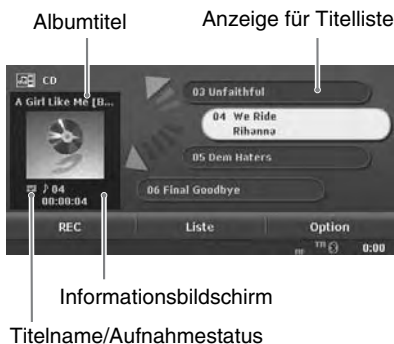 Albumtitel
Anzeige für Titelliste
CD
A Girl Like Me [B...
03 Unfaithful
04 We Ride
Rihanna
05 Dem Haters
06 Final Goodbye
04
00:00:04
REC
Liste
Option
0:00
Informationsbildschirm
Titelname/Aufnahmestatus